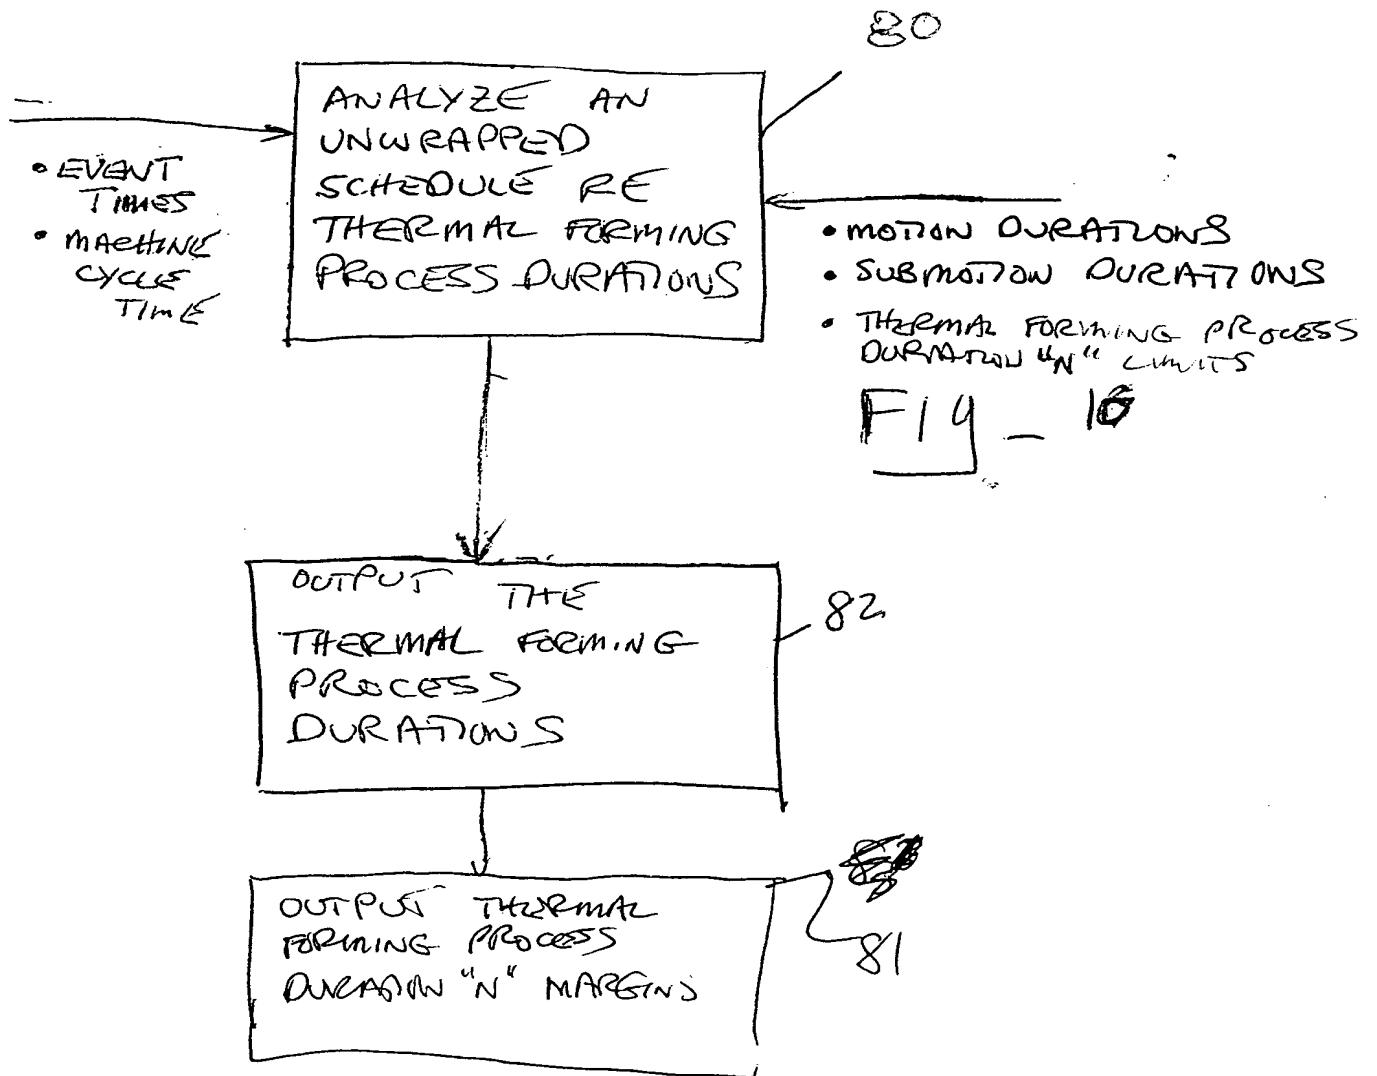 80
ANALYZE AN
UNWRAPPED
SCHEDULE RE
THERMAL FORMING
PROCESS DURATIONS
• EVENT
TIMES
• MACHINE
CYCLE
TIME
• MOTION DURATIONS
• SUBMOTION DURATIONS
• THERMAL FORMING PROCESS
DURATION "N" LIMITS
Fig_ 10
OUTPUT THE
THERMAL FORMING
PROCESS
DURATIONS
82
OUTPUT THERMAL
FORMING PROCESS
DURATION "N" MARGINS
81